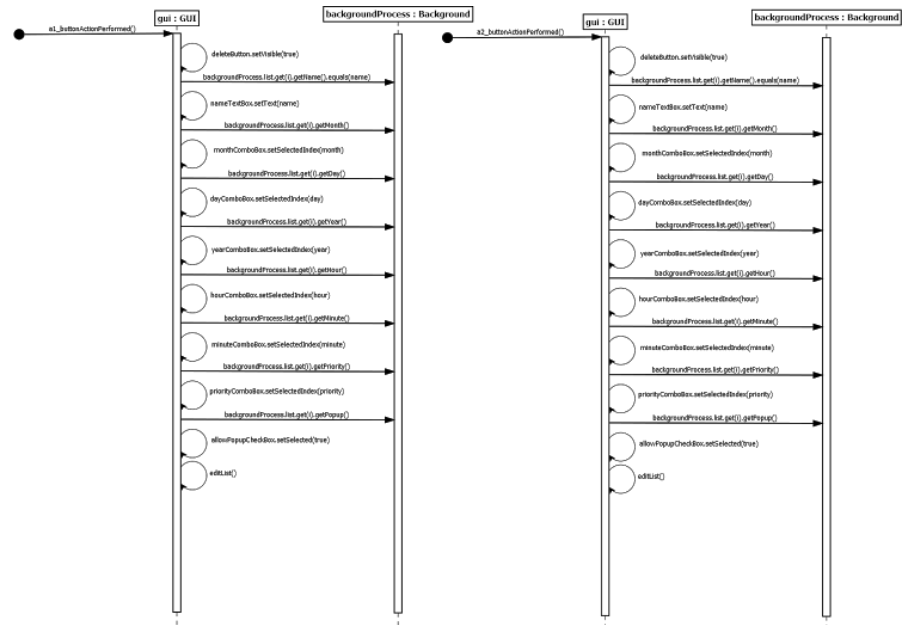 gui : GUI
backgroundProcess : Background
a1_buttonActionPerformed()
deleteButton.setVisible(true)
backgroundProcess.list.get(i).getName().equals(name)
nameTextBox.setText(name)
backgroundProcess.list.get(i).getMonth()
monthComboBox.setSelectedIndex(month)
backgroundProcess.list.get(i).getDay()
dayComboBox.setSelectedIndex(day)
backgroundProcess.list.get(i).getYear()
yearComboBox.setSelectedIndex(year)
backgroundProcess.list.get(i).getHour()
hourComboBox.setSelectedIndex(hour)
backgroundProcess.list.get(i).getMinute()
minuteComboBox.setSelectedIndex(minute)
backgroundProcess.list.get(i).getPriority()
priorityComboBox.setSelectedIndex(priority)
backgroundProcess.list.get(i).getPopup()
allowPopupCheckBox.setSelected(true)
editList()
gui : GUI
backgroundProcess : Background
a2_buttonActionPerformed()
deleteButton.setVisible(true)
backgroundProcess.list.get(i).getName().equals(name)
nameTextBox.setText(name)
backgroundProcess.list.get(i).getMonth()
monthComboBox.setSelectedIndex(month)
backgroundProcess.list.get(i).getDay()
dayComboBox.setSelectedIndex(day)
backgroundProcess.list.get(i).getYear()
yearComboBox.setSelectedIndex(year)
backgroundProcess.list.get(i).getHour()
hourComboBox.setSelectedIndex(hour)
backgroundProcess.list.get(i).getMinute()
minuteComboBox.setSelectedIndex(minute)
backgroundProcess.list.get(i).getPriority()
priorityComboBox.setSelectedIndex(priority)
backgroundProcess.list.get(i).getPopup()
allowPopupCheckBox.setSelected(true)
editList()